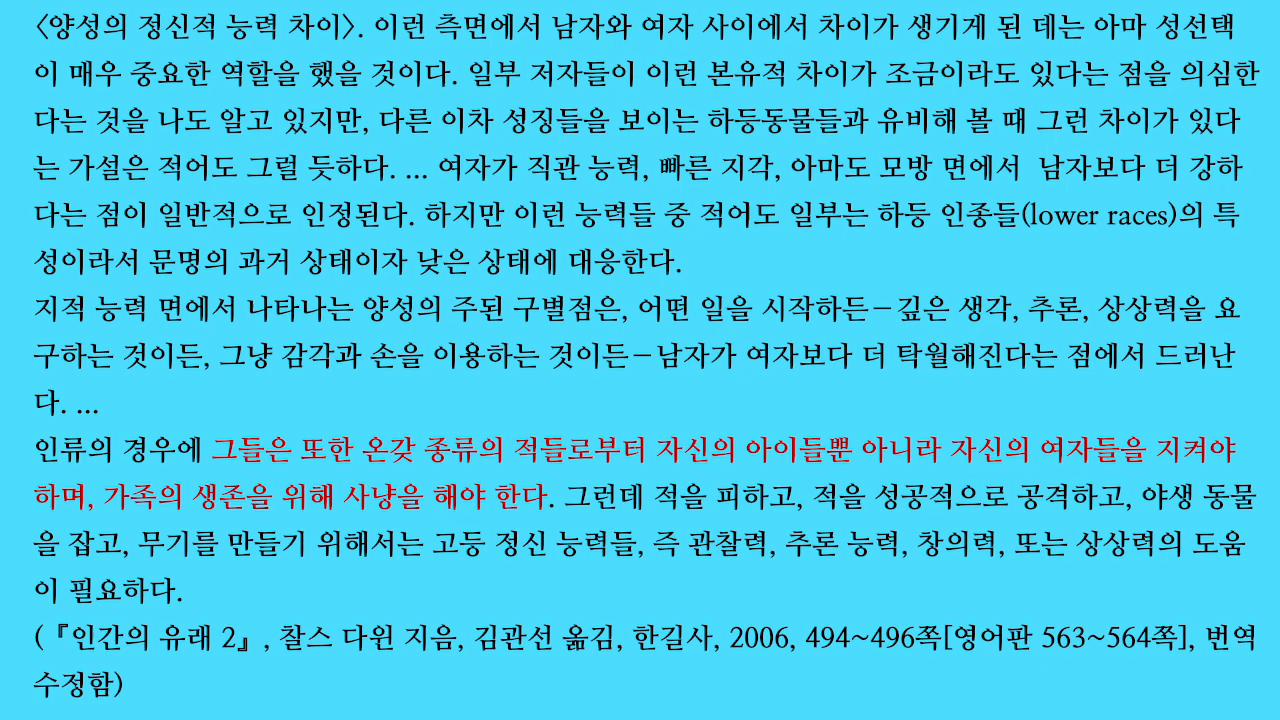 〈양성의 정신적 능력 차이〉. 이런 측면에서 남자와 여자 사이에서 차이가 생기게 된 데는 아마 성선택
이 매우 중요한 역할을 했을 것이다. 일부 저자들이 이런 본유적 차이가 조금이라도 있다는 점을 의심한
다는 것을 나도 알고 있지만, 다른 이차 성징들을 보이는 하등동물들과 유비해 볼 때 그런 차이가 있다
는 가설은 적어도 그럴 듯하다. ... 여자가 직관 능력, 빠른 지각, 아마도 모방 면에서 남자보다 더 강하
다는 점이 일반적으로 인정된다. 하지만 이런 능력들 중 적어도 일부는 하등 인종들(lower races)의 특
성이라서 문명의 과거 상태이자 낮은 상태에 대응한다.
지적 능력 면에서 나타나는 양성의 주된 구별점은, 어떤 일을 시작하든－깊은 생각, 추론, 상상력을 요
구하는 것이든, 그냥 감각과 손을 이용하는 것이든－남자가 여자보다 더 탁월해진다는 점에서 드러난
다. ...
인류의 경우에 그들은 또한 온갖 종류의 적들로부터 자신의 아이들뿐 아니라 자신의 여자들을 지켜야
하며, 가족의 생존을 위해 사냥을 해야 한다. 그런데 적을 피하고, 적을 성공적으로 공격하고, 야생 동물
을 잡고, 무기를 만들기 위해서는 고등 정신 능력들, 즉 관찰력, 추론 능력, 창의력, 또는 상상력의 도움
이 필요하다.
(『인간의 유래 2』, 찰스 다윈 지음, 김관선 옮김, 한길사, 2006, 494~496쪽[영어판 563~564쪽], 번역
수정함)